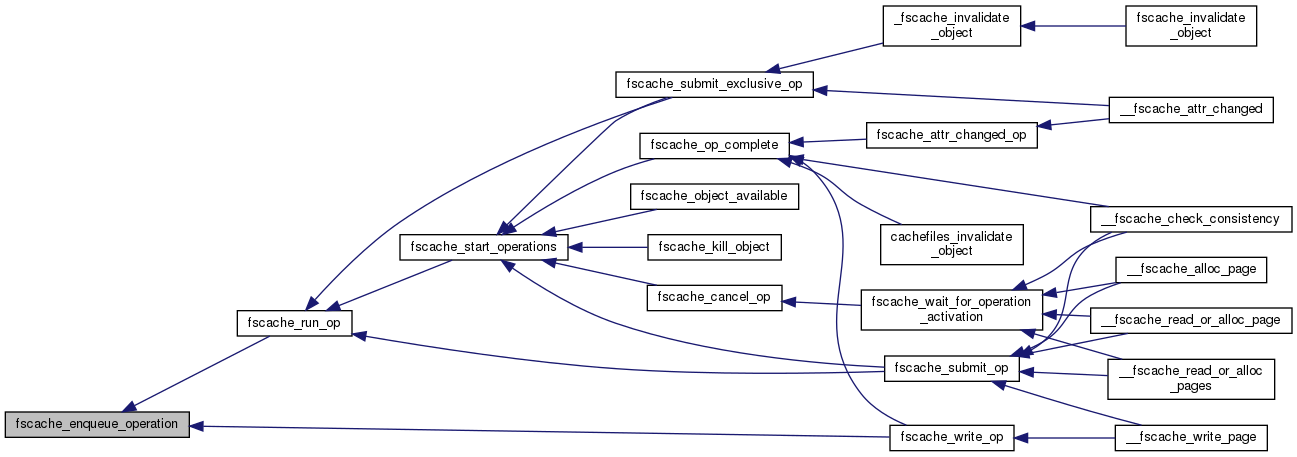 _fscache_invalidate
_object
fscache_invalidate
_object
fscache_submit_exclusive_op
__fscache_attr_changed
fscache_attr_changed_op
fscache_op_complete
fscache_object_available
__fscache_check_consistency
cachefiles_invalidate
_object
fscache_start_operations
fscache_kill_object
__fscache_alloc_page
fscache_cancel_op
fscache_wait_for_operation
_activation
fscache_run_op
__fscache_read_or_alloc_page
fscache_submit_op
__fscache_read_or_alloc
_pages
fscache_enqueue_operation
fscache_write_op
__fscache_write_page